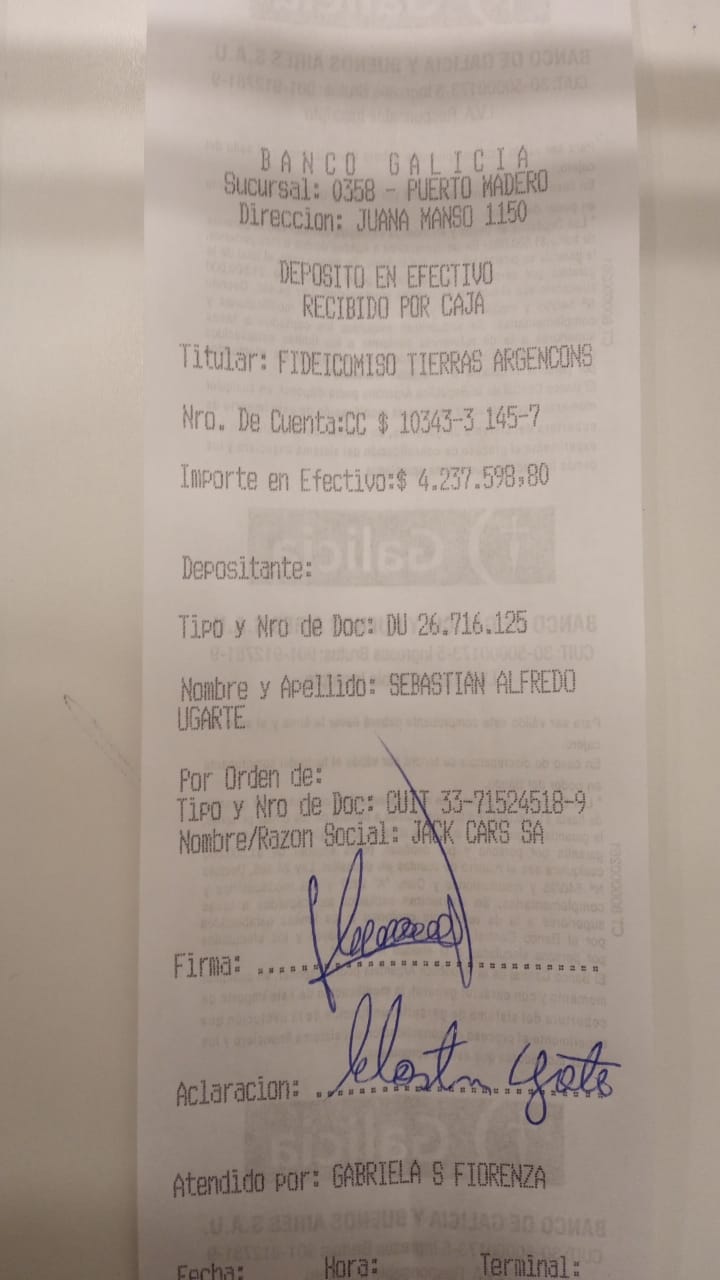 BANCO GALICIA
Sucursal: 0358 - PUERTO MADERO
Direccion: JUANA MANSO 1150
DEPOSITO EN EFECTIVO
RECIBIDO POR CAJA
Titular: FIDEICOMISO TIERRAS ARGENCONS
Nro. De Cuenta:CC $ 10343-3 145-7
Importe en Efectivo:$ 4.237.598,80
Depositante:
Tipo y Nro de Doc: DU 26.716.125
Nombre y Apellido: SEBASTIAN ALFREDO
UGARTE
Por Orden de:
Tipo y Nro de Doc: CUIT 33-71524518-9
Nombre/Razon Social: JACK CARS SA
Firma:
Aclaracion:
Atendido por: GABRIELA S FIORENZA
Fecha: Hora: Terminal: